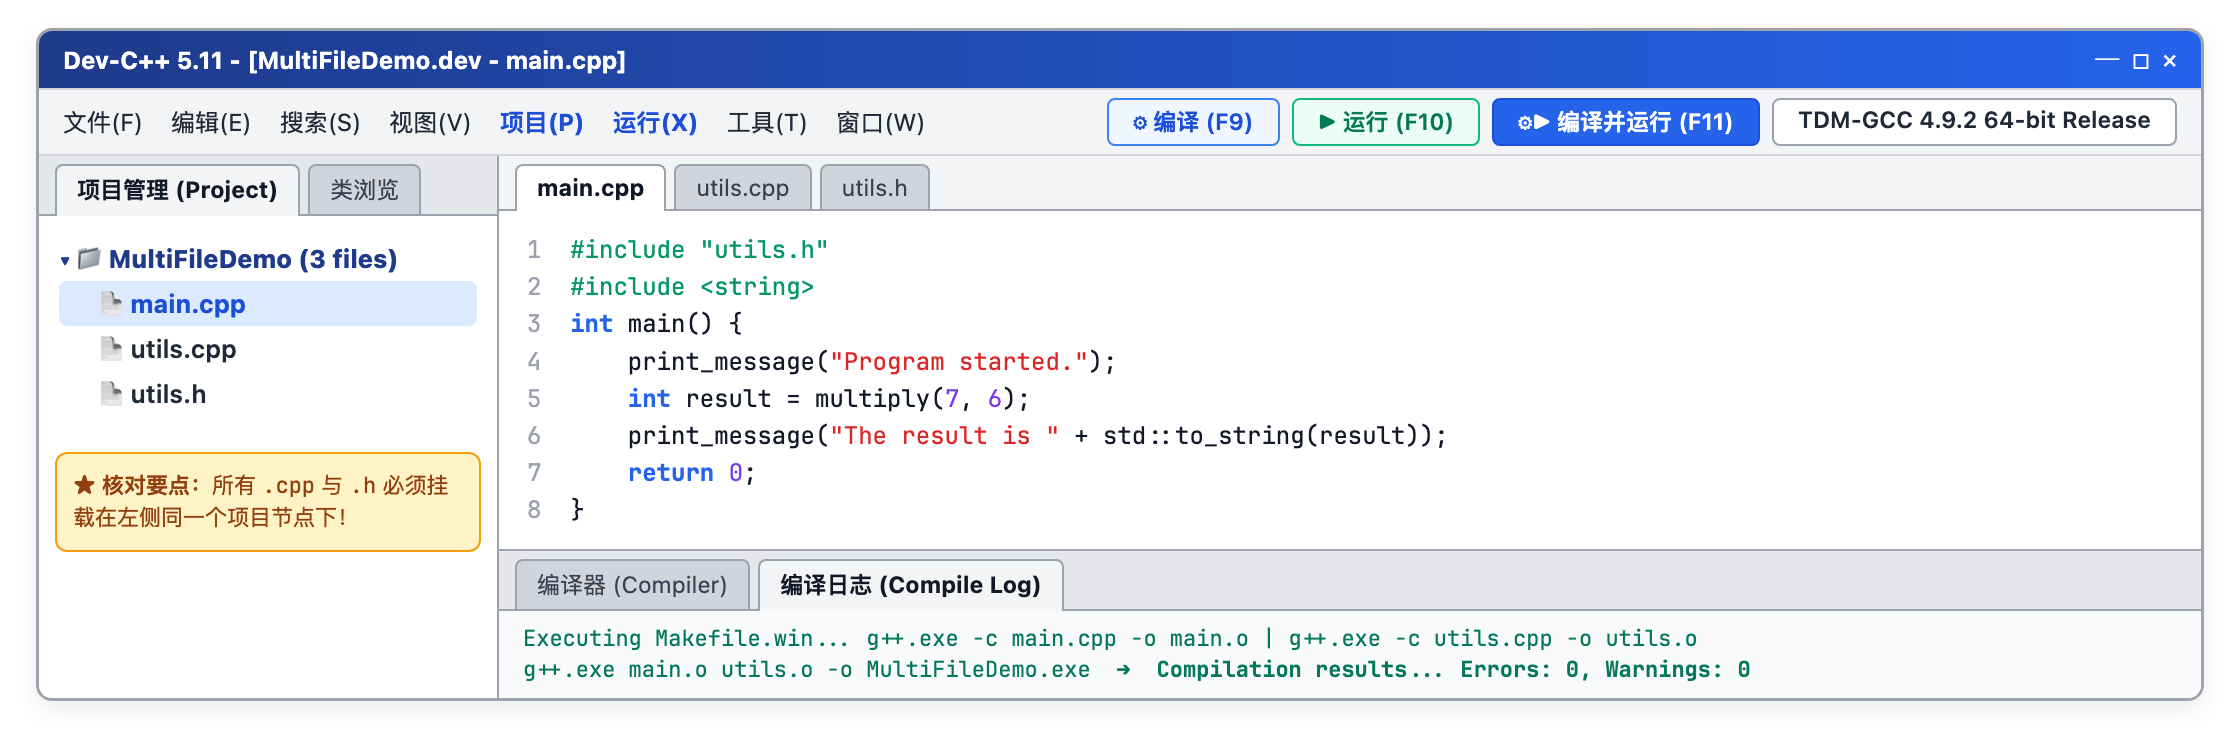 Dev-C++ 5.11 - [MultiFileDemo.dev - main.cpp]
文件(F) 编辑(E) 搜索(S) 视图(V) 项目(P) 运行(X) 工具(T) 窗口(W) ⚙ 编译 (F9) ▶ 运行 (F10) ⚙▶ 编译并运行 (F11) TDM-GCC 4.9.2 64-bit Release
项目管理 (Project) 类浏览
▾ MultiFileDemo (3 files)
main.cpp
utils.cpp
utils.h
★ 核对要点：所有 .cpp 与 .h 必须挂
载在左侧同一个项目节点下！
main.cpp utils.cpp utils.h
1 #include "utils.h"
2 #include <string>
3 int main() {
4     print_message("Program started.");
5     int result = multiply(7, 6);
6     print_message("The result is " + std::to_string(result));
7     return 0;
8 }
编译器 (Compiler) 编译日志 (Compile Log)
Executing Makefile.win... g++.exe -c main.cpp -o main.o | g++.exe -c utils.cpp -o utils.o
g++.exe main.o utils.o -o MultiFileDemo.exe ➔ Compilation results... Errors: 0, Warnings: 0